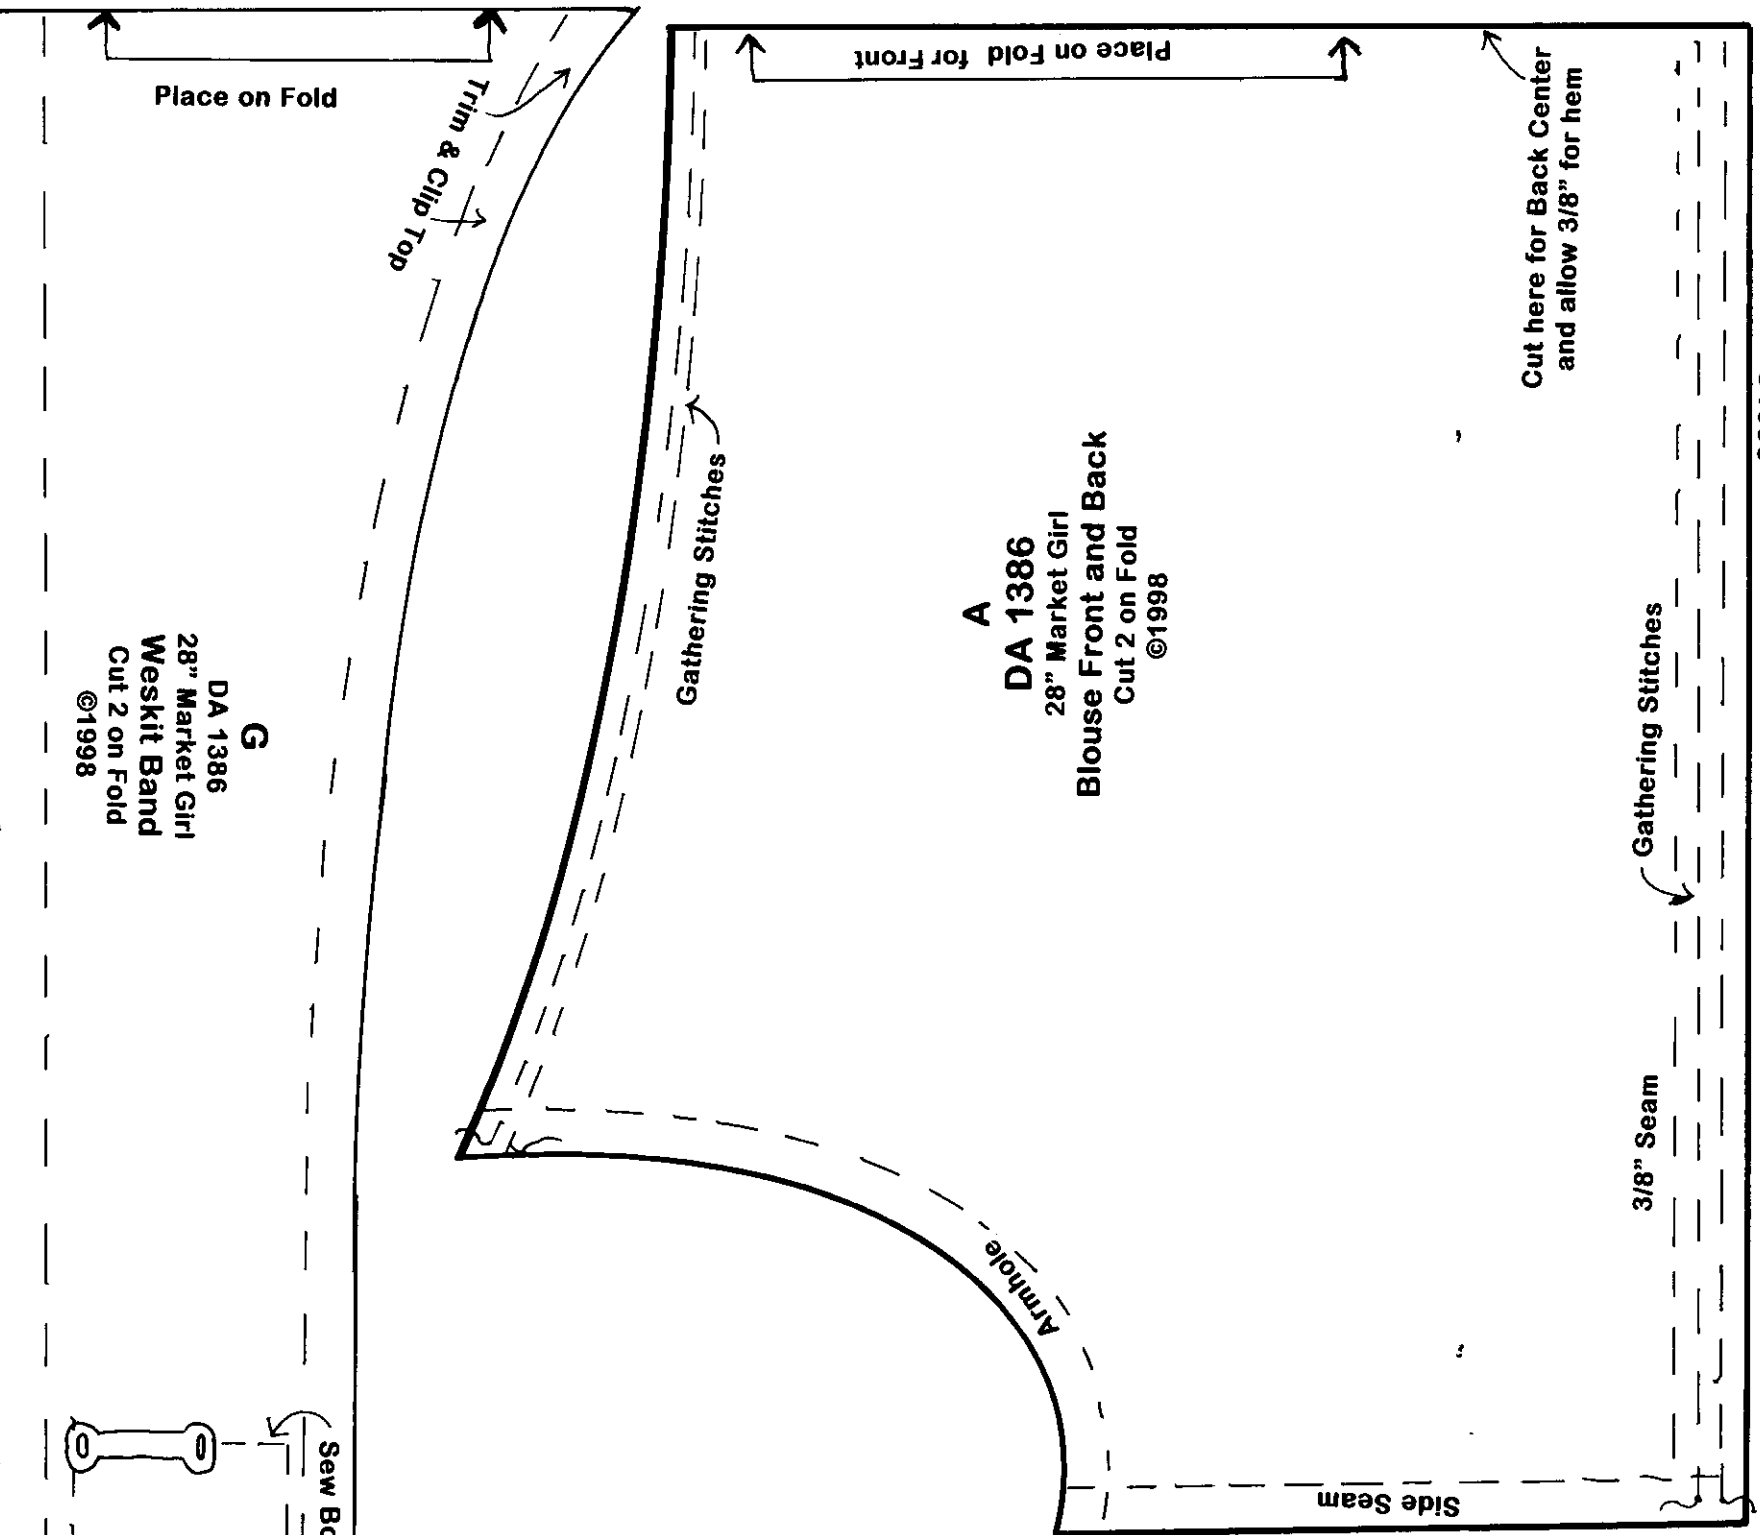 Place on Fold
Trim & Clip Top
G
DA 1386
28” Market Girl
Weskit Band
Cut 2 on Fold
©1998
Place on Fold for Front
Cut here for Back Center
and allow 3/8” for hem
Gathering Stitches
A
DA 1386
28” Market Girl
Blouse Front and Back
Cut 2 on Fold
©1998
Gathering Stitches
3/8” Seam
Armhole
Side Seam
Sew